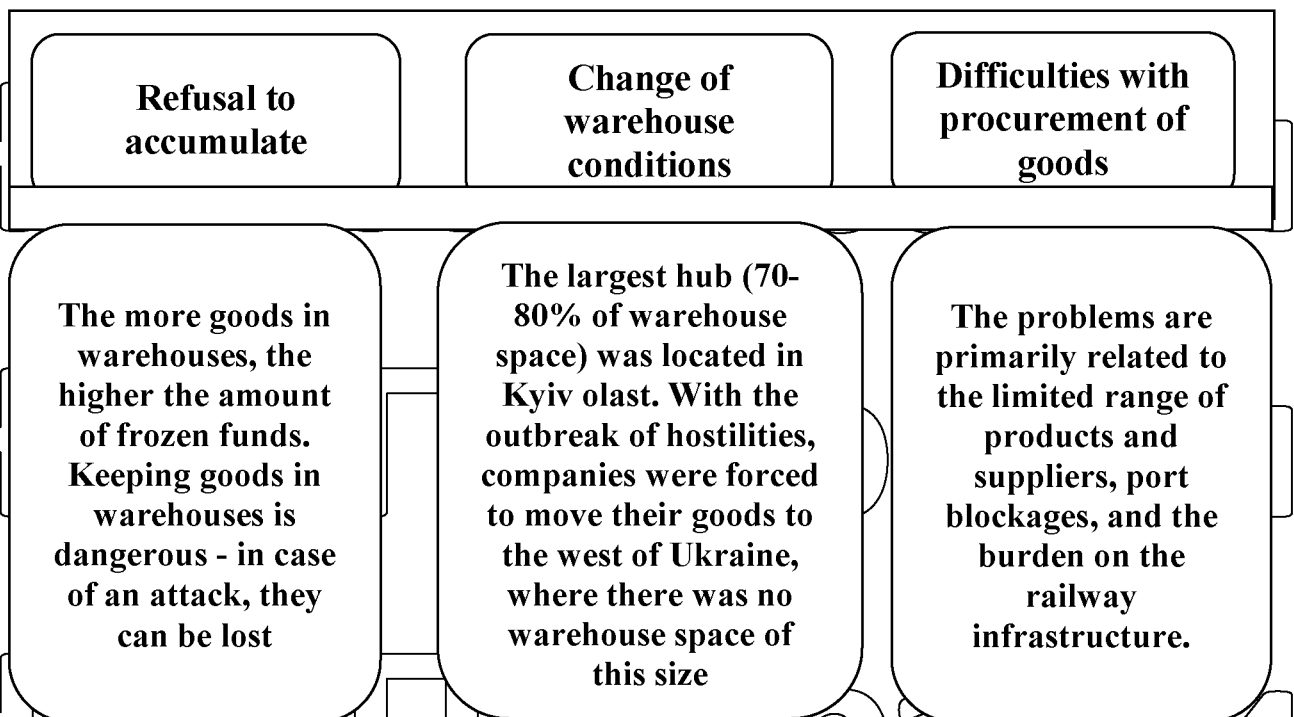 Refusal to
accumulate
Change of
warehouse
conditions
Difficulties with
procurement of
goods
The more goods in
warehouses, the
higher the amount
of frozen funds.
Keeping goods in
warehouses is
dangerous - in case
of an attack, they
can be lost
The largest hub (70-
80% of warehouse
space) was located in
Kyiv olast. With the
outbreak of hostilities,
companies were forced
to move their goods to
the west of Ukraine,
where there was no
warehouse space of
this size
The problems are
primarily related to
the limited range of
products and
suppliers, port
blockages, and the
burden on the
railway
infrastructure.